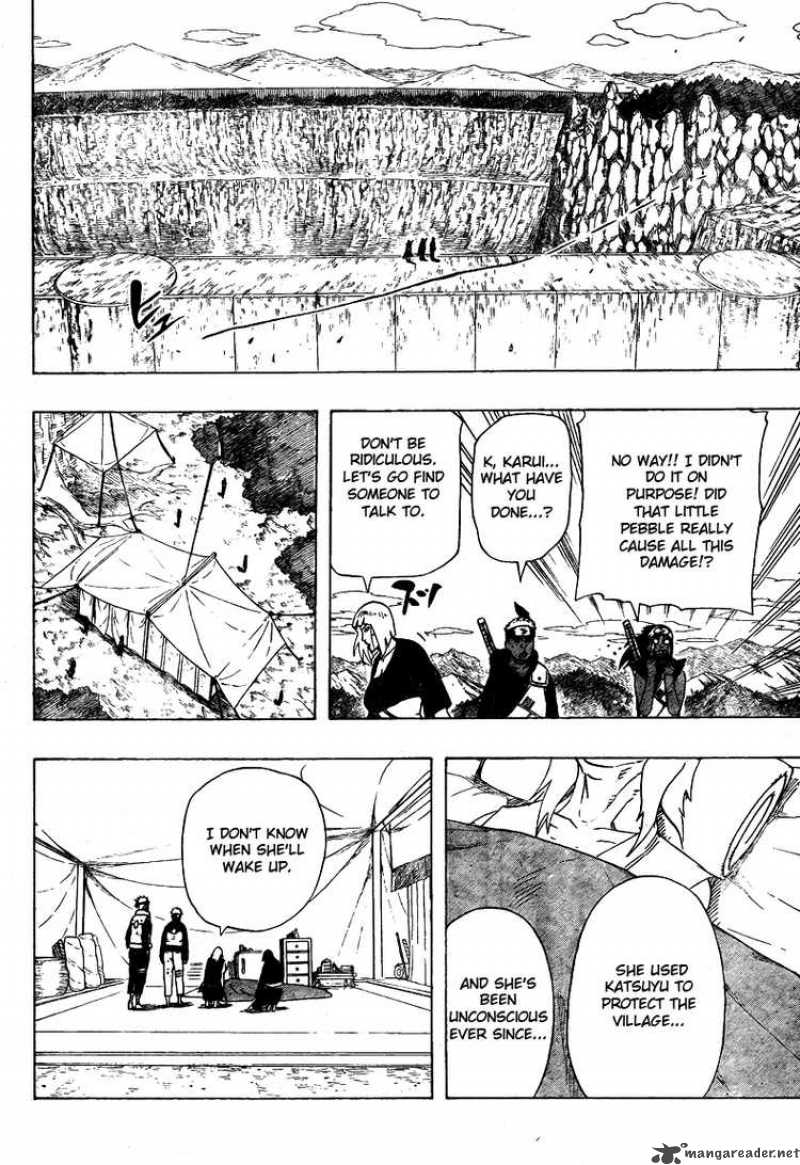 NO WAY!! I DIDN'T
DO IT ON
PURPOSE! DID
THAT LITTLE
PEBBLE REALLY
CAUSE ALL THIS
DAMAGE!?
K, KARUI...
WHAT HAVE
YOU
DONE...?
DON'T BE
RIDICULOUS.
LET'S GO FIND
SOMEONE TO
TALK TO.
ズ!
SHE USED
KATSUYU TO
PROTECT THE
VILLAGE...
AND SHE'S
BEEN
UNCONSCIOUS
EVER SINCE...
I DON'T KNOW
WHEN SHE'LL
WAKE UP.
mangareader.net